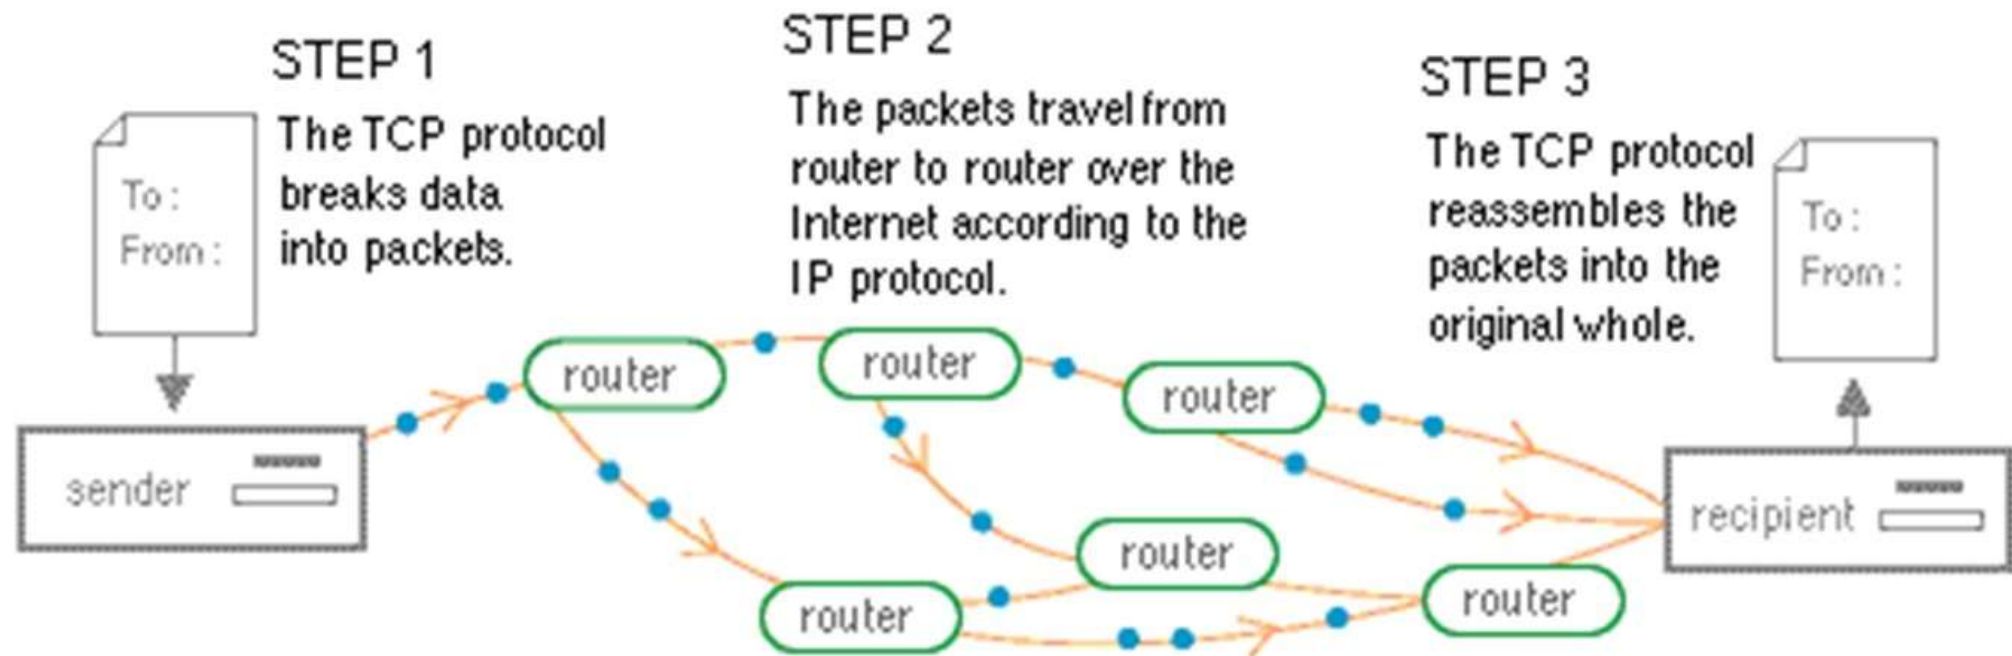 STEP 1
The TCP protocol
breaks data
into packets.
To :
From :
STEP 2
The packets travel from
router to router over the
Internet according to the
IP protocol.
STEP 3
The TCP protocol
reassembles the
packets into the
original whole.
To :
From :
sender
router
router
router
router
router
router
recipient